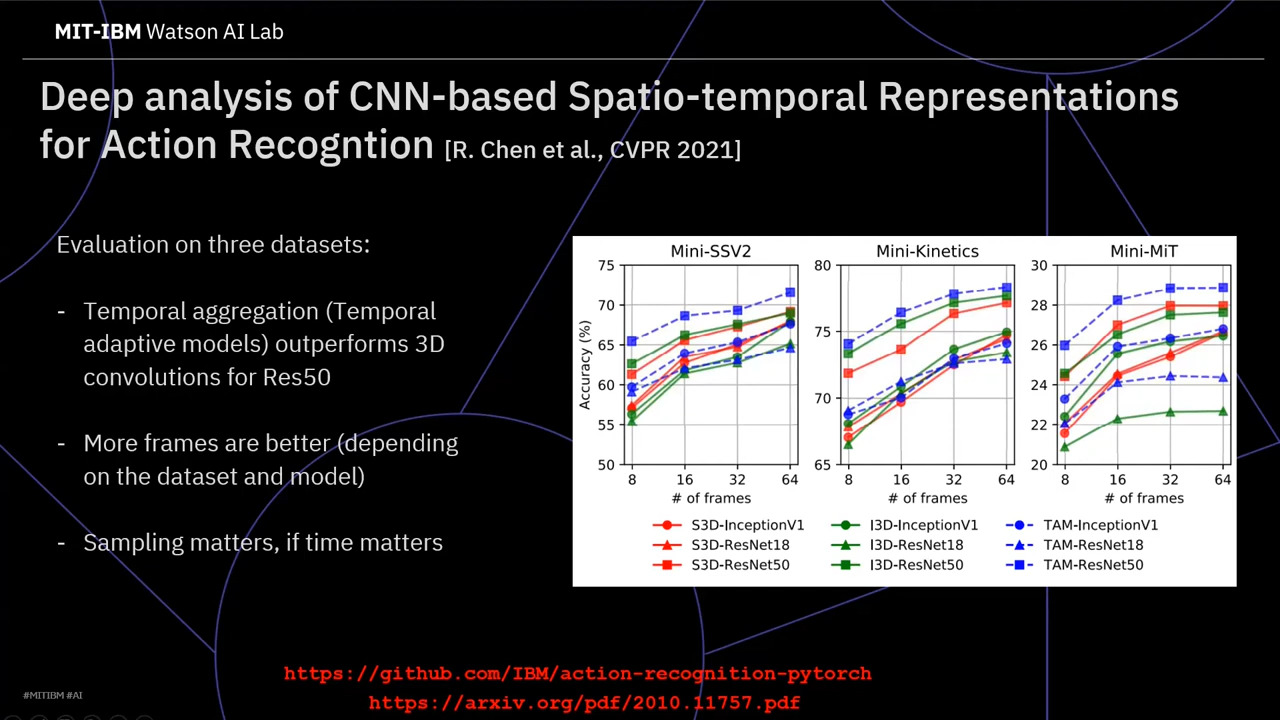 MIT-IBM Watson AI Lab
Deep analysis of CNN-based Spatio-temporal Representations
for Action Recogntion [R. Chen et al., CVPR 2021]
Evaluation on three datasets:
- Temporal aggregation (Temporal
adaptive models) outperforms 3D
convolutions for Res50
- More frames are better (depending
on the dataset and model)
- Sampling matters, if time matters
Mini-SSV2
Mini-Kinetics
Mini-MiT
Accuracy (%)
75
70
65
60
55
50
80
75
70
65
30
28
26
24
22
20
8 16 32 64
8 16 32 64
8 16 32 64
# of frames
# of frames
# of frames
S3D-InceptionV1 I3D-InceptionV1 TAM-InceptionV1
S3D-ResNet18 I3D-ResNet18 TAM-ResNet18
S3D-ResNet50 I3D-ResNet50 TAM-ResNet50
https://github.com/IBM/action-recognition-pytorch
#MITIBM #AI
https://arxiv.org/pdf/2010.11757.pdf